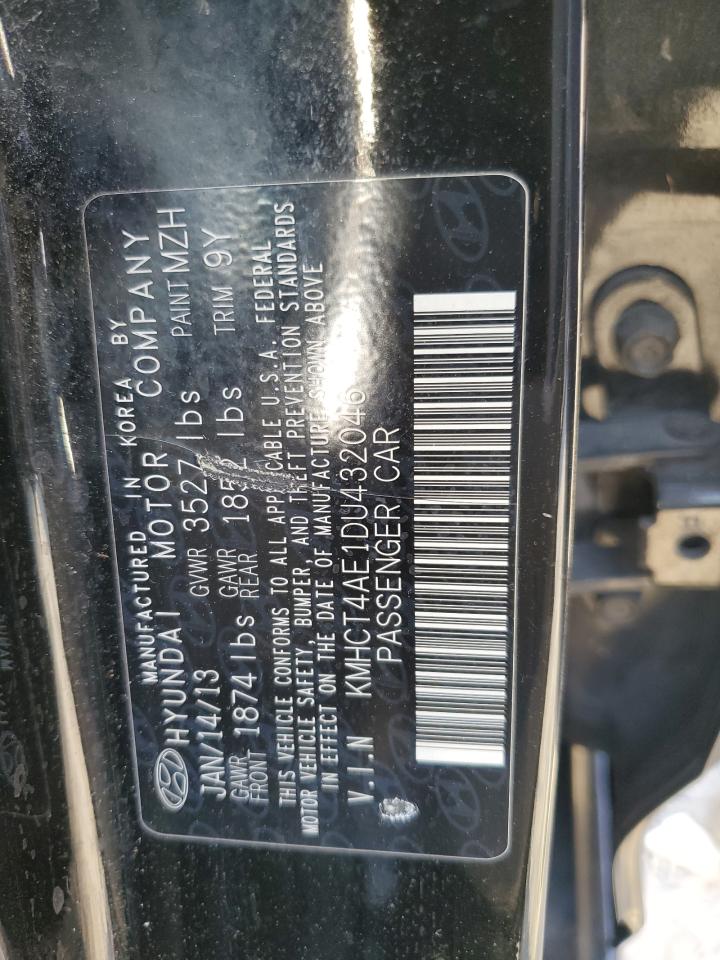 MANUFACTURED IN KOREA BY
HYUNDAI MOTOR COMPANY
JAN/14/13 GVWR 3527 lbs PAINT MZH
GAWR FRONT 1874 lbs GAWR REAR lbs TRIM 9Y
THIS VEHICLE CONFORMS TO ALL APPLICABLE U.S.A. FEDERAL
MOTOR VEHICLE SAFETY, BUMPER, AND THEFT PREVENTION STANDARDS
IN EFFECT ON THE DATE OF MANUFACTURE SHOWN ABOVE
V.I.N KMHCT4AE1DU432046
PASSENGER CAR